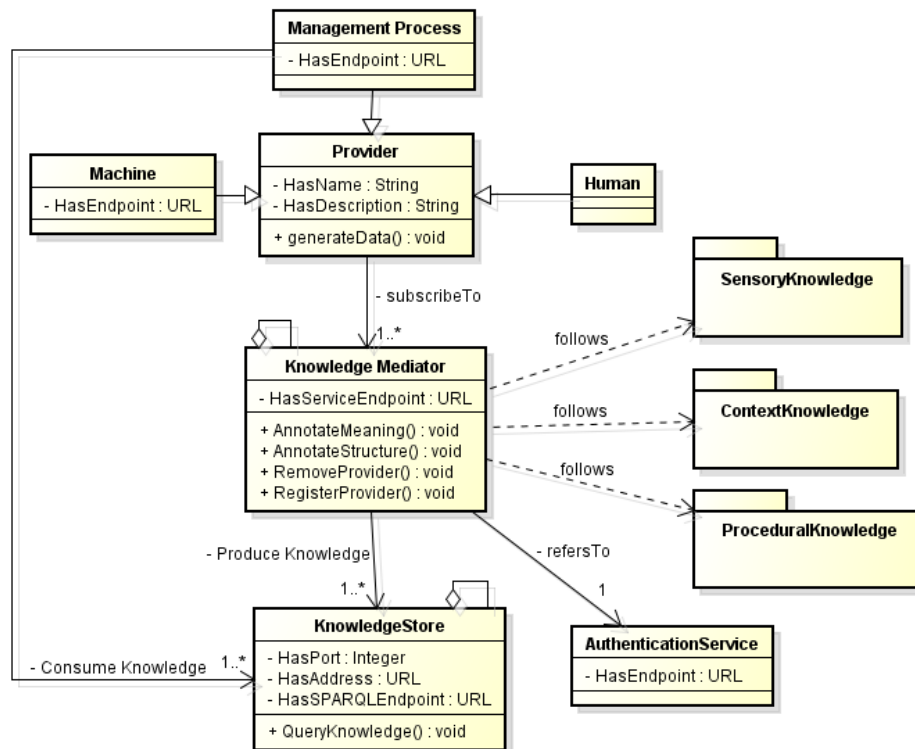 Management Process
- HasEndpoint : URL
Provider
- HasName : String
- HasDescription : String
+ generateData() : void
Machine
- HasEndpoint : URL
Human
- subscribeTo
1..*
SensoryKnowledge
follows
Knowledge Mediator
- HasServiceEndpoint : URL
+ AnnotateMeaning() : void
+ AnnotateStructure() : void
+ RemoveProvider() : void
+ RegisterProvider() : void
follows
ContextKnowledge
follows
ProceduralKnowledge
- Produce Knowledge
1..*
- refersTo
1
KnowledgeStore
- HasPort : Integer
- HasAddress : URL
- HasSPARQLEndpoint : URL
+ QueryKnowledge() : void
- Consume Knowledge
1..*
AuthenticationService
- HasEndpoint : URL